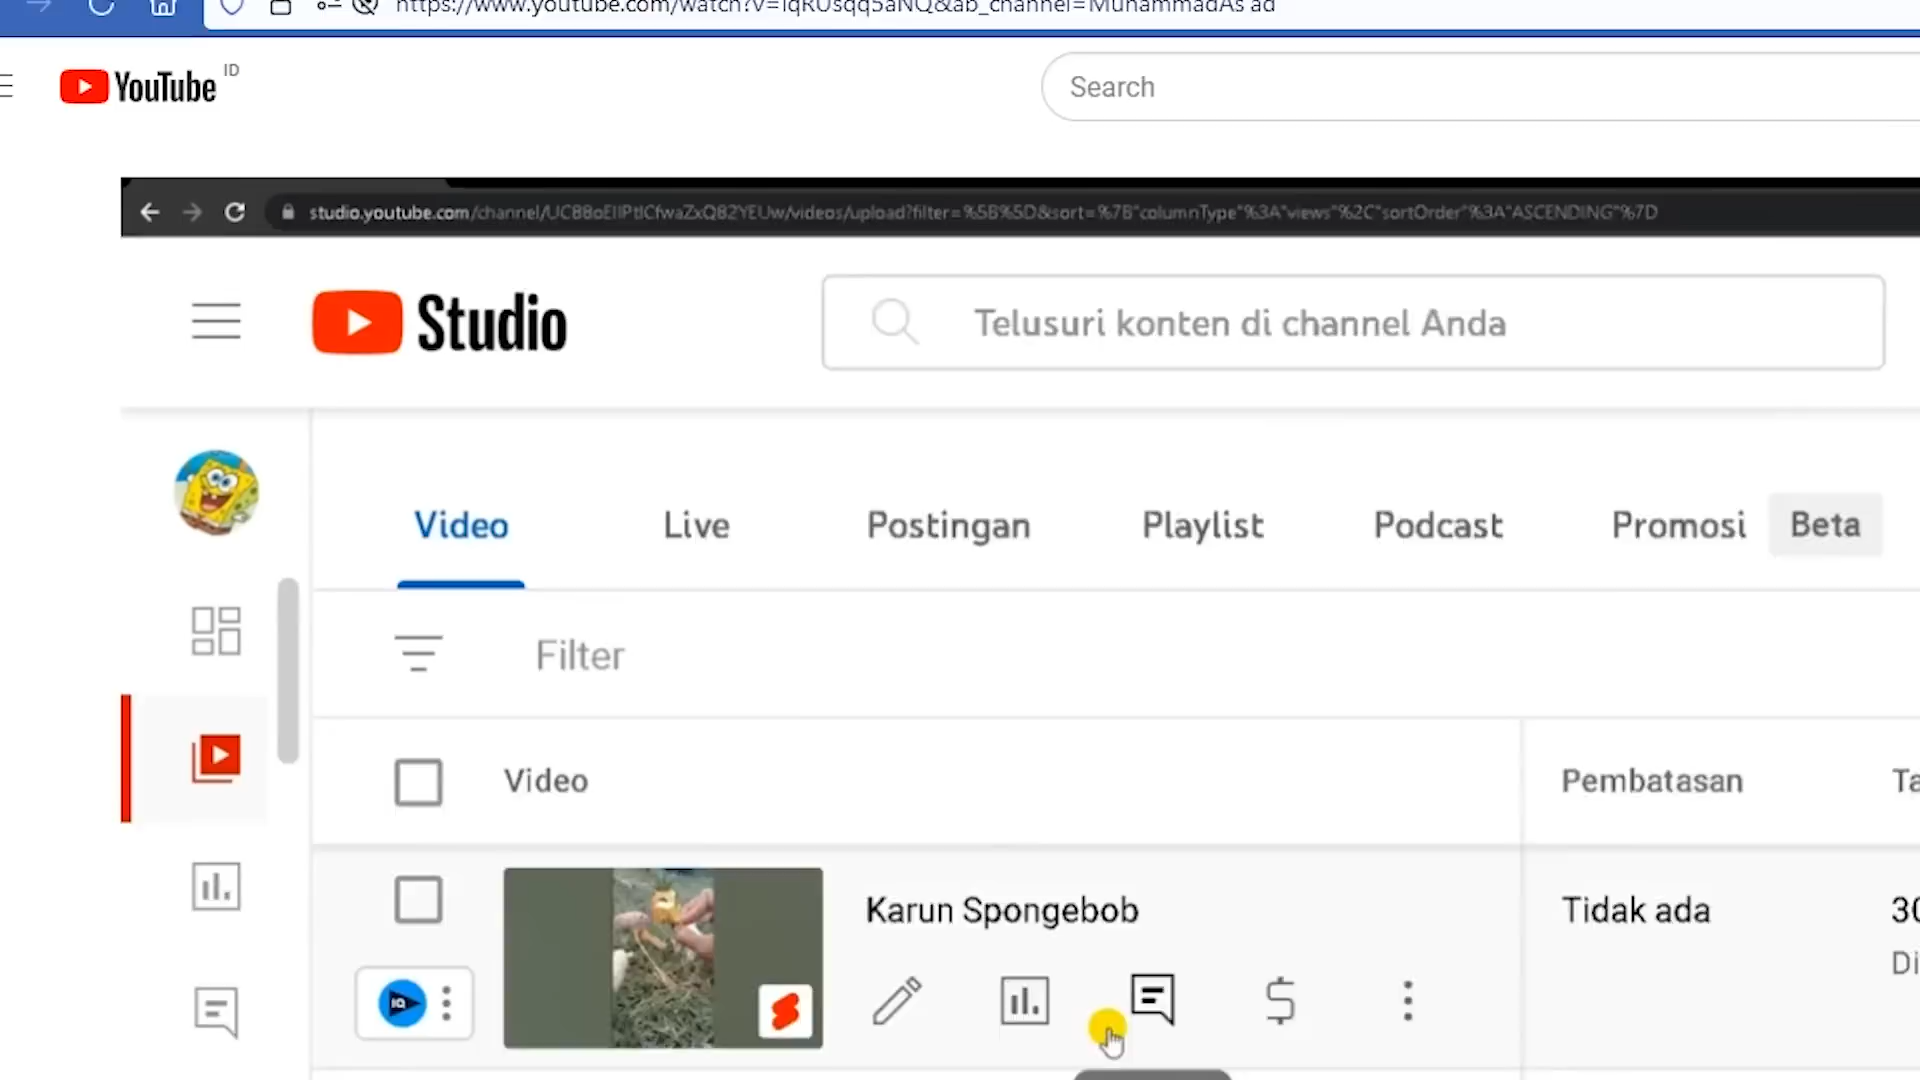 YouTube ID
Search
Studio
Telusuri konten di channel Anda
Video Live Postingan Playlist Podcast Promosi Beta
Filter
Video Pembatasan
Karun Spongebob Tidak ada
IQ